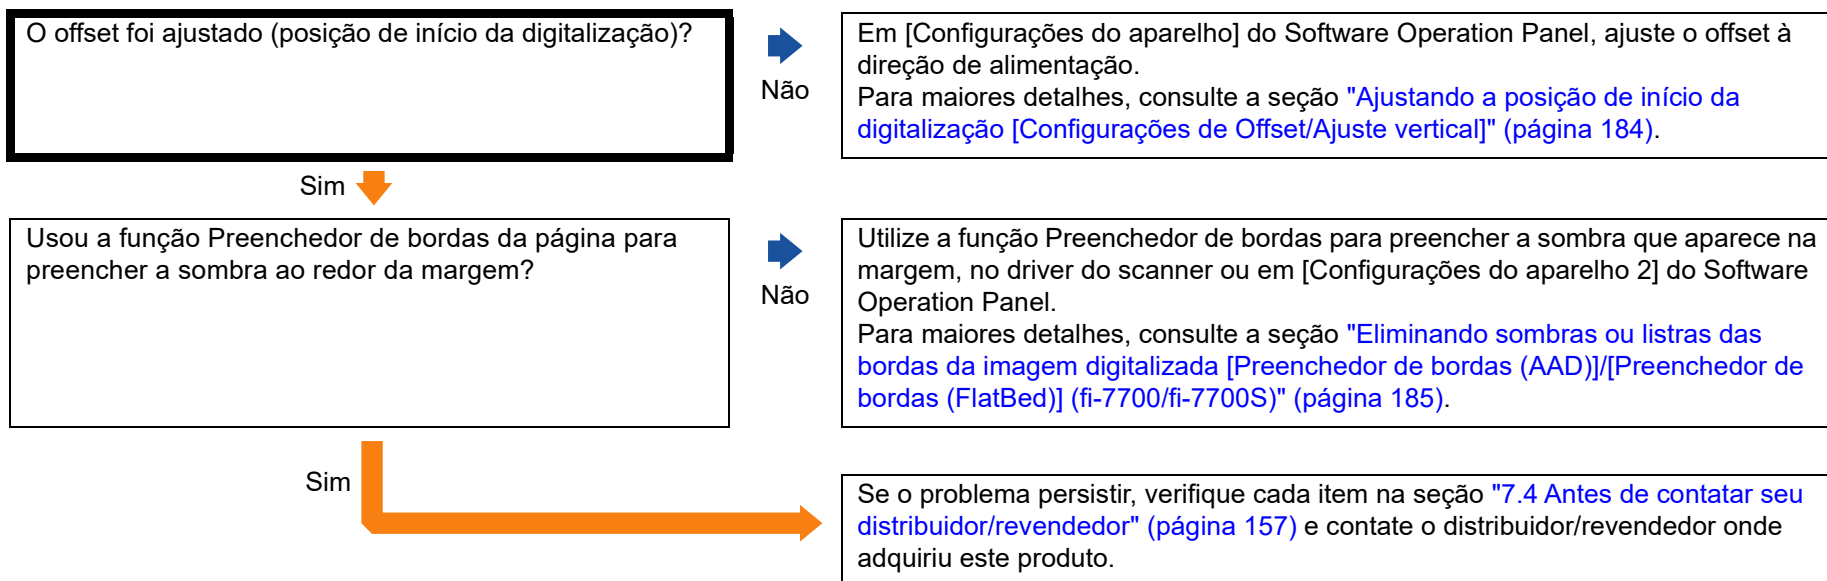 O offset foi ajustado (posição de início da digitalização)?
Não
Em [Configurações do aparelho] do Software Operation Panel, ajuste o offset à
direção de alimentação.
Para maiores detalhes, consulte a seção "Ajustando a posição de início da
digitalização [Configurações de Offset/Ajuste vertical]" (página 184).
Sim
Usou a função Preenchedor de bordas da página para
preencher a sombra ao redor da margem?
Não
Utilize a função Preenchedor de bordas para preencher a sombra que aparece na
margem, no driver do scanner ou em [Configurações do aparelho 2] do Software
Operation Panel.
Para maiores detalhes, consulte a seção "Eliminando sombras ou listras das
bordas da imagem digitalizada [Preenchedor de bordas (AAD)]/[Preenchedor de
bordas (FlatBed)] (fi-7700/fi-7700S)" (página 185).
Sim
Se o problema persistir, verifique cada item na seção "7.4 Antes de contatar seu
distribuidor/revendedor" (página 157) e contate o distribuidor/revendedor onde
adquiriu este produto.